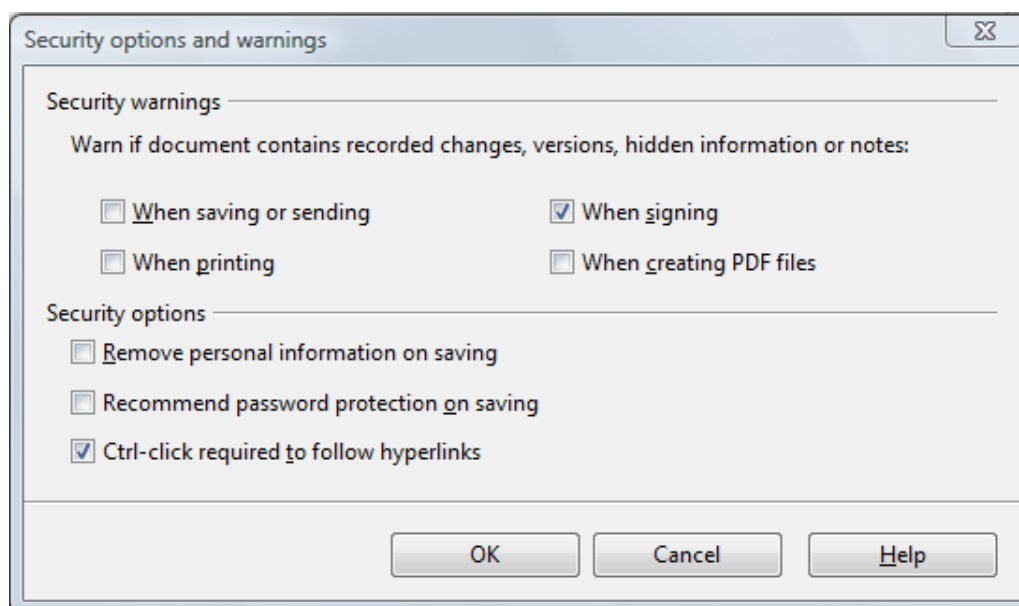 Security options and warnings
Security warnings
Warn if document contains recorded changes, versions, hidden information or notes:
When saving or sending
When signing
When printing
When creating PDF files
Security options
Remove personal information on saving
Recommend password protection on saving
Ctrl-click required to follow hyperlinks
OK
Cancel
Help